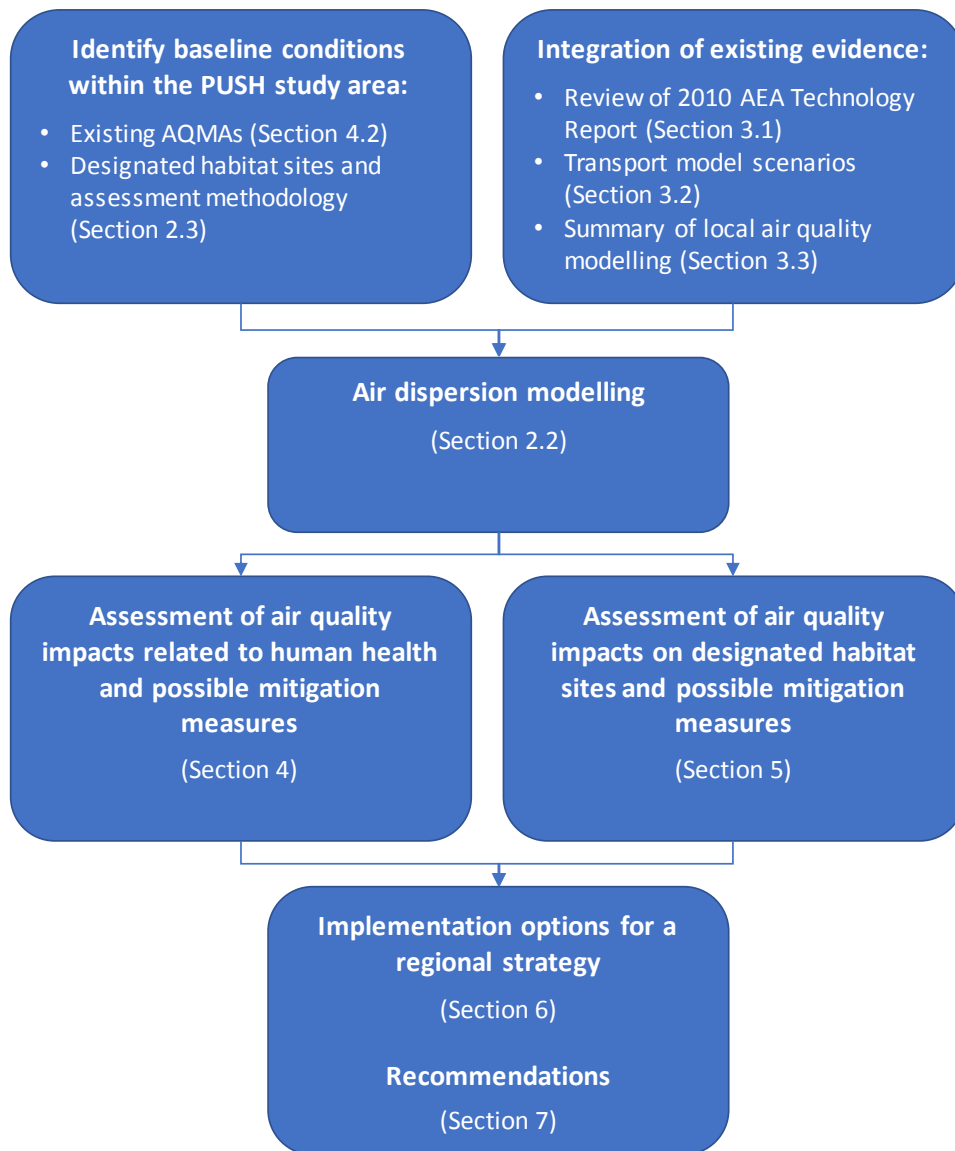 Identify baseline conditions
within the PUSH study area:
• Existing AQMAs (Section 4.2)
• Designated habitat sites and
assessment methodology
(Section 2.3)
Integration of existing evidence:
• Review of 2010 AEA Technology
Report (Section 3.1)
• Transport model scenarios
(Section 3.2)
• Summary of local air quality
modelling (Section 3.3)
Air dispersion modelling
(Section 2.2)
Assessment of air quality
impacts related to human health
and possible mitigation
measures
(Section 4)
Assessment of air quality
impacts on designated habitat
sites and possible mitigation
measures
(Section 5)
Implementation options for a
regional strategy
(Section 6)
Recommendations
(Section 7)